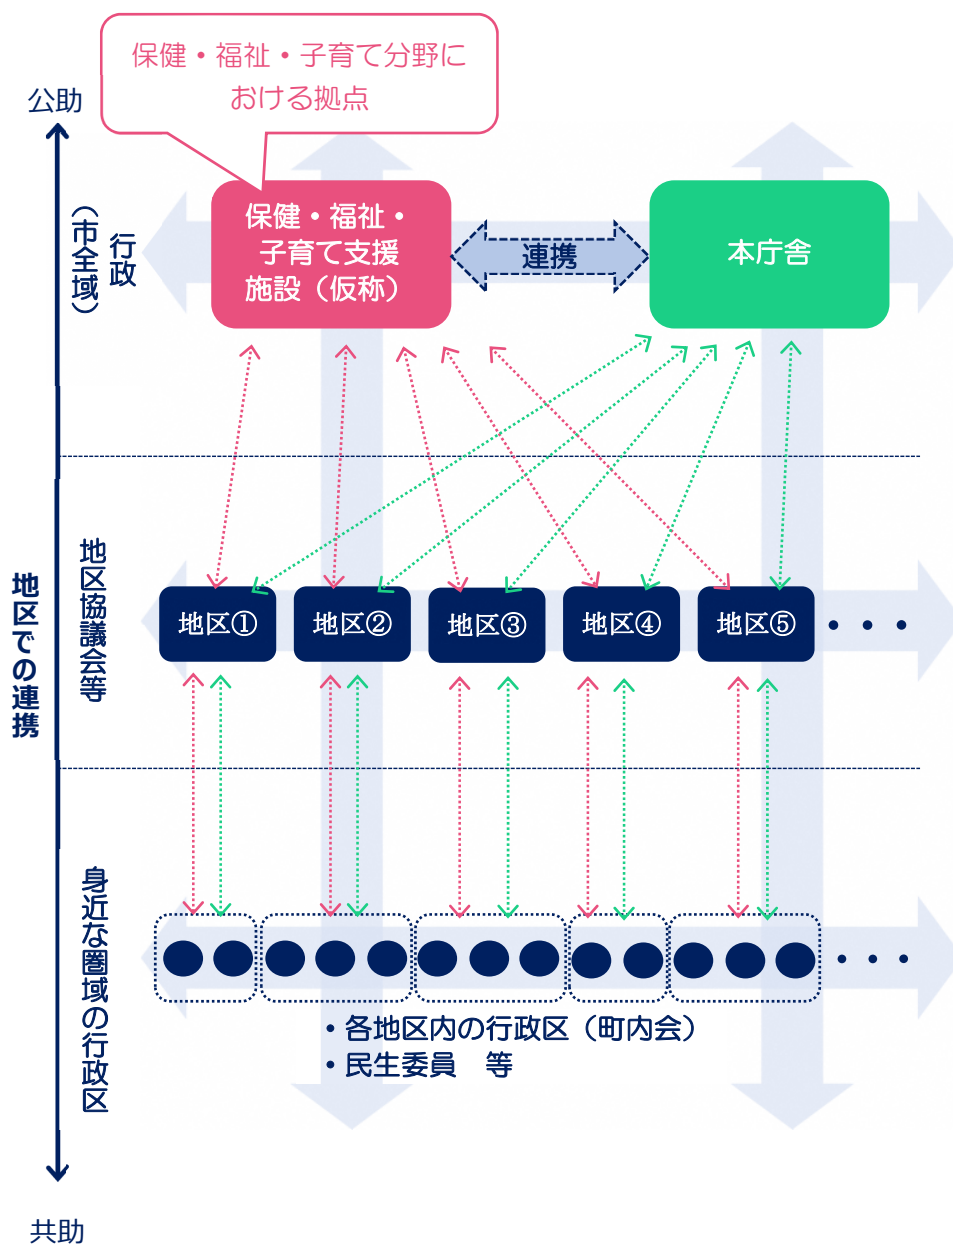 保健・福祉・子育て分野に
おける拠点
公助
行政
（市全域）
保健・福祉・
子育て支援
施設（仮称）
連携
本庁舎
地区での連携
地区協議会等
地区①
地区②
地区③
地区④
地区⑤
・・・
身近な圏域の行政区
・・・
・各地区内の行政区（町内会）
・民生委員　等
共助